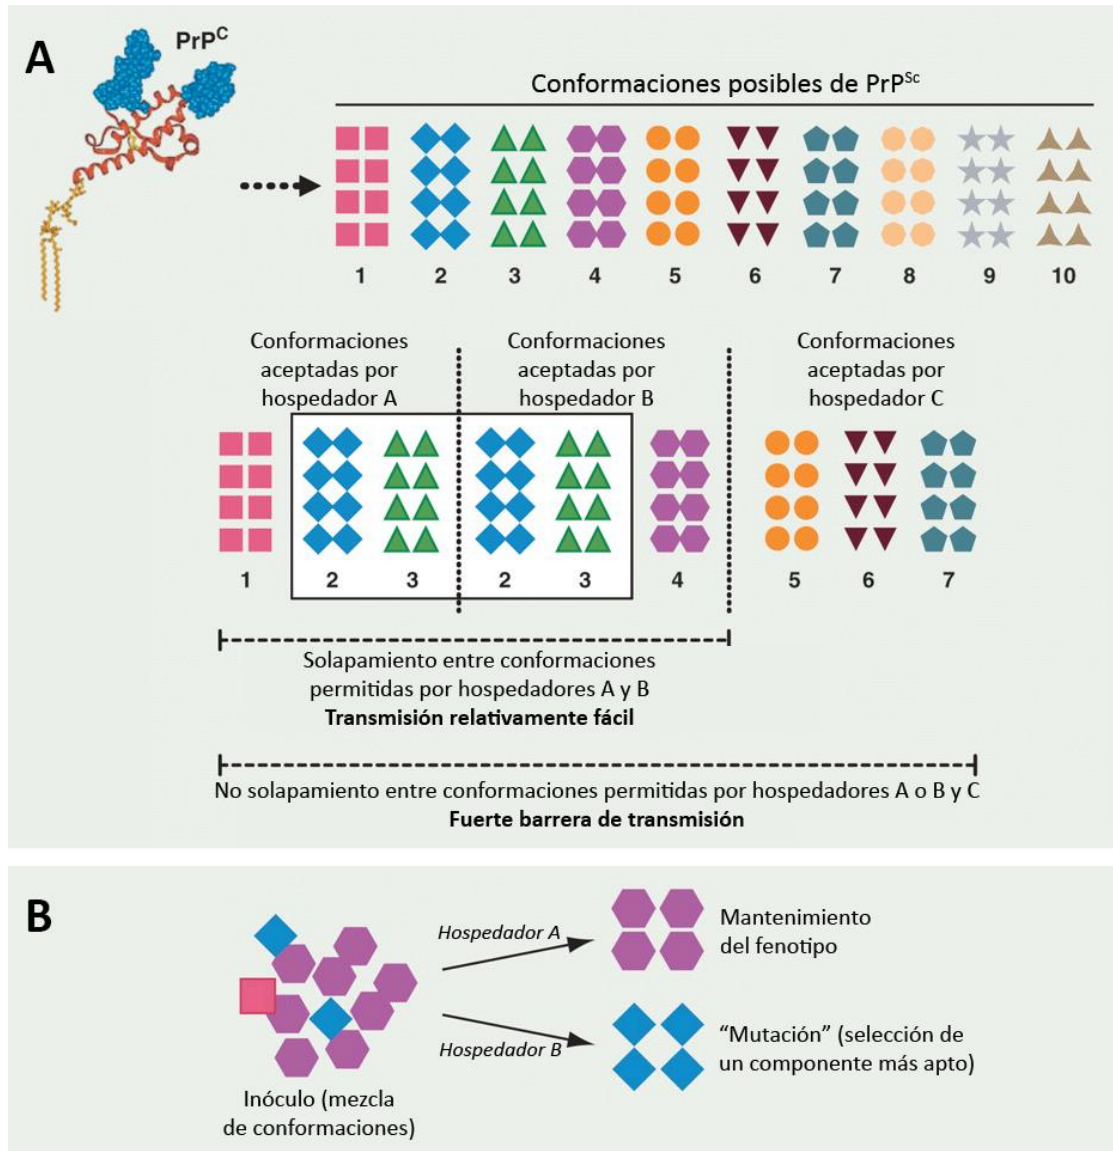 A
PrP^C
Conformaciones posibles de PrP^Sc
1 2 3 4 5 6 7 8 9 10
Conformaciones
aceptadas por
hospedador A
Conformaciones
aceptadas por
hospedador B
Conformaciones
aceptadas por
hospedador C
1 2 3 2 3 4 5 6 7
Solapamiento entre conformaciones
permitidas por hospedadores A y B
Transmisión relativamente fácil
No solapamiento entre conformaciones permitidas por hospedadores A o B y C
Fuerte barrera de transmisión
B
Hospedador A
Mantenimiento
del fenotipo
Hospedador B
“Mutación” (selección de
un componente más apto)
Inóculo (mezcla
de conformaciones)